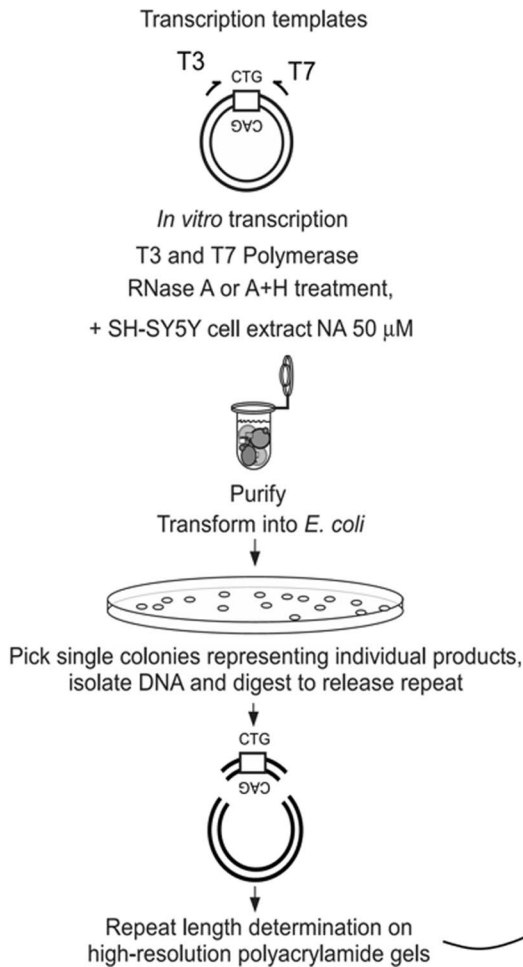 Transcription templates
T3 CTG T7
CAG
In vitro transcription
T3 and T7 Polymerase
RNase A or A+H treatment,
+ SH-SY5Y cell extract NA 50 μM
Purify
Transform into E. coli
Pick single colonies representing individual products,
isolate DNA and digest to release repeat
CTG
CAG
Repeat length determination on
high-resolution polyacrylamide gels